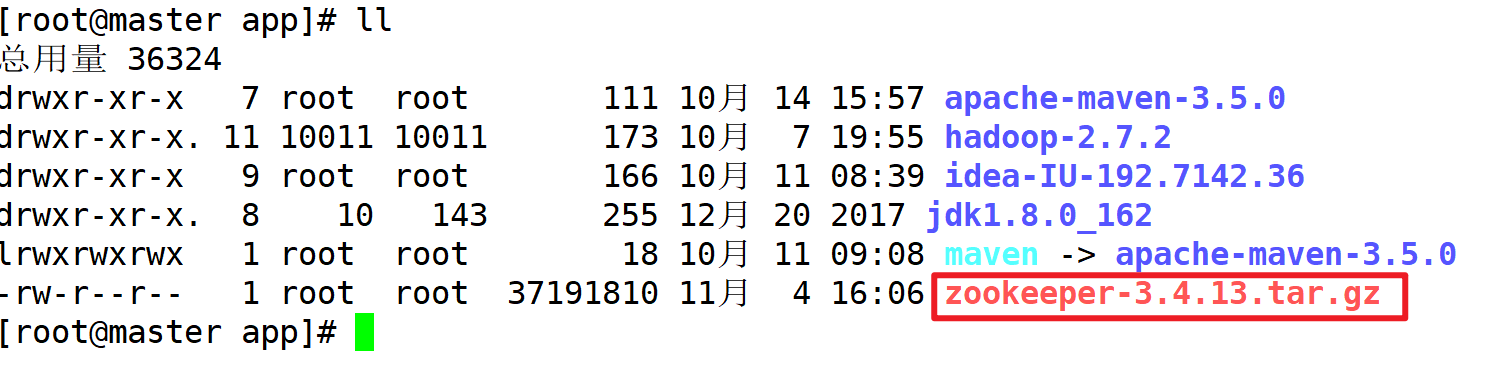 [root@master app]# ll
总用量 36324
drwxr-xr-x   7 root  root       111 10月 14 15:57 apache-maven-3.5.0
drwxr-xr-x. 11 10011 10011      173 10月  7 19:55 hadoop-2.7.2
drwxr-xr-x   9 root  root       166 10月 11 08:39 idea-IU-192.7142.36
drwxr-xr-x.  8    10   143      255 12月 20 2017 jdk1.8.0_162
lrwxrwxrwx   1 root  root        18 10月 11 09:08 maven -> apache-maven-3.5.0
-rw-r--r--   1 root  root  37191810 11月  4 16:06 zookeeper-3.4.13.tar.gz
[root@master app]#